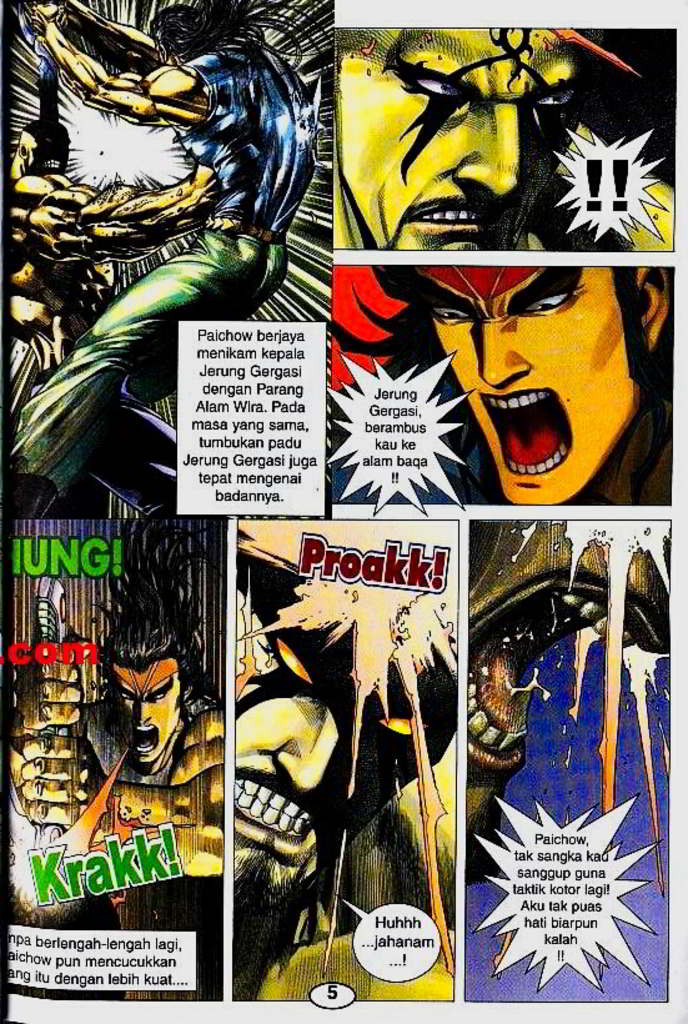 !!
Paichow berjaya
menikam kepala
Jerung Gergasi
dengan Parang
Alam Wira. Pada
masa yang sama,
tumbukan padu
Jerung Gergasi juga
tepat mengenai
badannya.
Jerung
Gergasi,
berambus
kau ke
alam baqa
!!
HUNG!
.com
Krakk!
npa berlengah-lengah lagi,
aichow pun mencucukkan
ang itu dengan lebih kuat....
Proakk!
Huhhh
...jahanam
...!
Paichow,
tak sangka kau
sanggup guna
taktik kotor lagi!
Aku tak puas
hati biarpun
kalah
!!
5